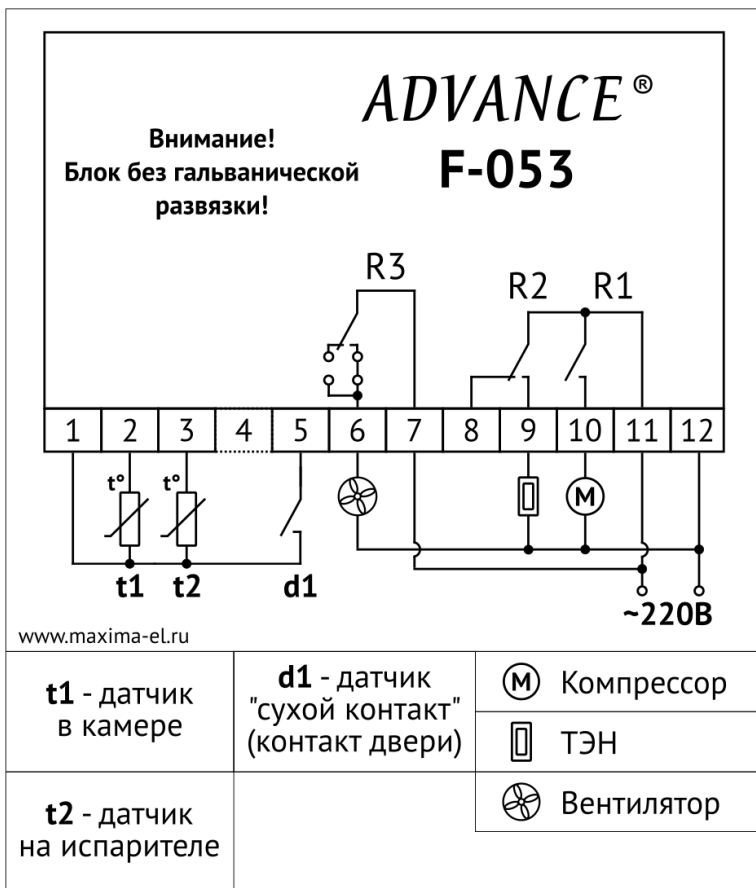 ADVANCE®
F-053
Внимание!
Блок без гальванической
развязки!
R3
R2
R1
1 2 3 4 5 6 7 8 9 10 11 12
t° t°
M
t1 t2 d1
~220В
www.maxima-el.ru
t1 - датчик
в камере
d1 - датчик
"сухой контакт"
(контакт двери)
M Компрессор
ТЭН
Вентилятор
t2 - датчик
на испарителе